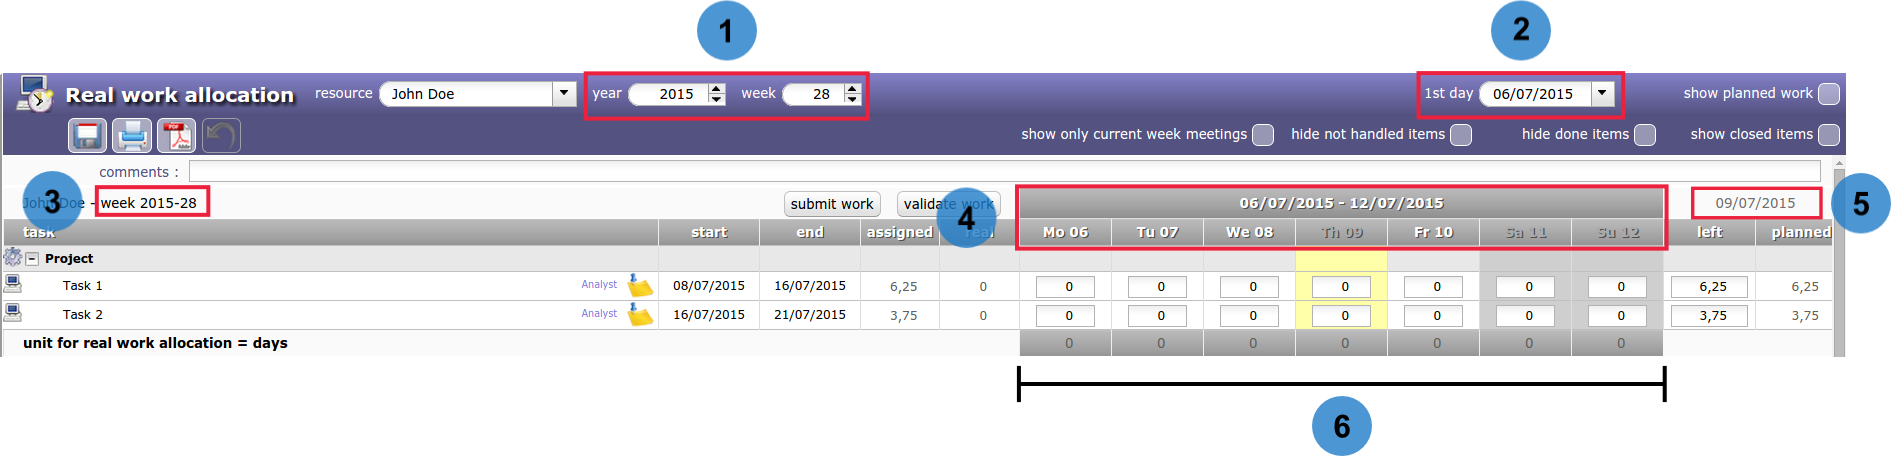 1
2
Real work allocation resource John Doe year 2015 week 28 1st day 06/07/2015 show planned work
PDF Adobe show only current week meetings hide not handled items hide done items show closed items
comments :
3 John Doe - week 2015-28 submit work validate work 4 06/07/2015 - 12/07/2015 09/07/2015 5
task start end assigned real Mo 06 Tu 07 We 08 Th 09 Fr 10 Sa 11 Su 12 left planned
Project
Task 1 Analyst 08/07/2015 16/07/2015 6,25 0 0 0 0 0 0 0 0 6,25 6,25
Task 2 Analyst 16/07/2015 21/07/2015 3,75 0 0 0 0 0 0 0 0 3,75 3,75
unit for real work allocation = days 0 0 0 0 0 0 0
6